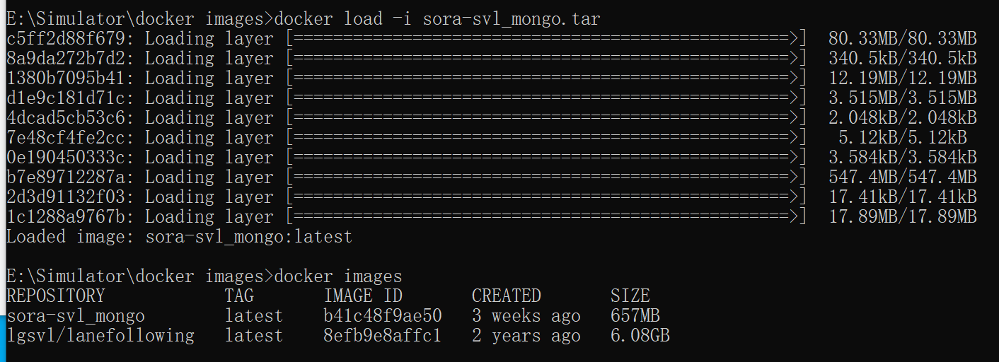 E:\Simulator\docker images>docker load -i sora-svl_mongo.tar
c5ff2d88f679: Loading layer [==================================================>] 80.33MB/80.33MB
8a9da272b7d2: Loading layer [==================================================>] 340.5kB/340.5kB
1380b7095b41: Loading layer [==================================================>] 12.19MB/12.19MB
d1e9c181d71c: Loading layer [==================================================>] 3.515MB/3.515MB
4dcad5cb53c6: Loading layer [==================================================>] 2.048kB/2.048kB
7e48cf4fe2cc: Loading layer [==================================================>] 5.12kB/5.12kB
0e190450333c: Loading layer [==================================================>] 3.584kB/3.584kB
b7e89712287a: Loading layer [==================================================>] 547.4MB/547.4MB
2d3d91132f03: Loading layer [==================================================>] 17.41kB/17.41kB
1c1288a9767b: Loading layer [==================================================>] 17.89MB/17.89MB
Loaded image: sora-svl_mongo:latest
E:\Simulator\docker images>docker images
REPOSITORY TAG IMAGE ID CREATED SIZE
sora-svl_mongo latest b41c48f9ae50 3 weeks ago 657MB
lgsvl/lanefollowing latest 8efb9e8affc1 2 years ago 6.08GB